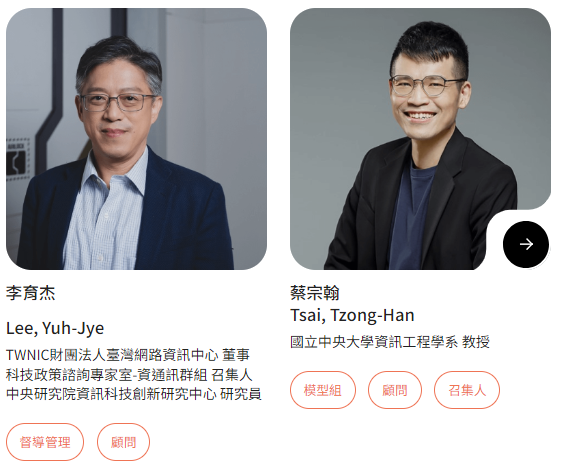 李育杰
Lee, Yuh-Jye
TWNIC財團法人臺灣網路資訊中心 董事
科技政策諮詢專家室-資通訊群組 召集人
中央研究院資訊科技創新研究中心 研究員
督導管理
顧問
蔡宗翰
Tsai, Tzong-Han
國立中央大學資訊工程學系 教授
模型組
顧問
召集人